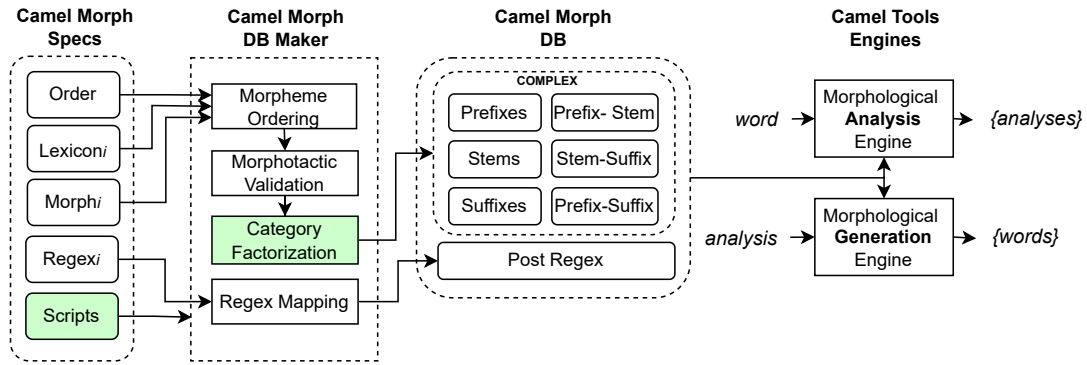 Camel Morph
Specs
Order
Lexiconi
Morphi
Regexi
Scripts
Camel Morph
DB Maker
Morpheme
Ordering
Morphotactic
Validation
Category
Factorization
Regex Mapping
Camel Morph
DB
COMPLEX
Prefixes
Prefix- Stem
Stems
Stem-Suffix
Suffixes
Prefix-Suffix
Post Regex
Camel Tools
Engines
word
Morphological
Analysis
Engine
{analyses}
analysis
Morphological
Generation
Engine
{words}